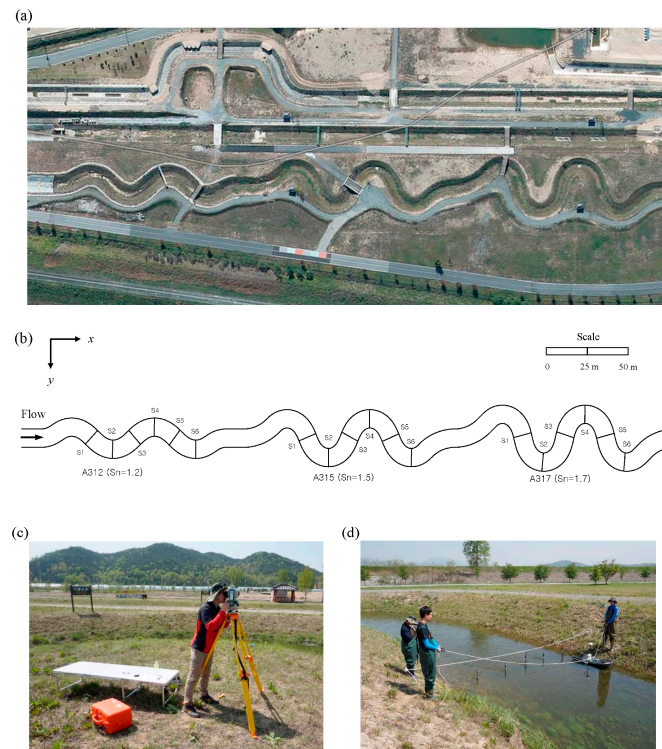 (a)
(b)
x
y
Scale
0 25 m 50 m
Flow
S1 S2 S3 S4 S5 S6
A312 (Sn=1.2)
S1 S2 S3 S4 S5 S6
A315 (Sn=1.5)
S1 S2 S3 S4 S5 S6
A317 (Sn=1.7)
(c)
(d)